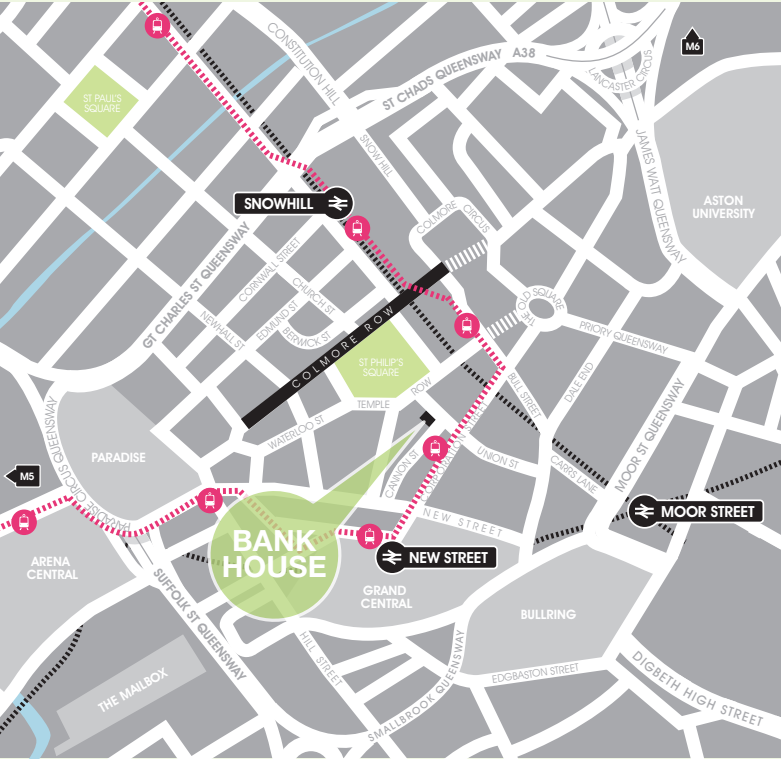 CONSTITUTION HILL
ST CHADS QUEENSWAY A38
M6
LANCASTER CIRCUS
ST PAUL'S
SQUARE
SNOW HILL
JAMES WATT QUEENSWAY
ASTON
UNIVERSITY
SNOWHILL
COLMORE CIRCUS
GT CHARLES ST QUEENSWAY
CORNWALL STREET
CHURCH ST
EDMUND ST
BERWICK ST
NEWHALL ST
COLMORE ROW
THE OLD SQUARE
PRIORY QUEENSWAY
ST PHILIP'S
SQUARE
TEMPLE ROW
BULL STREET
DALE END
WATERLOO ST
PARADISE CIRCUS QUEENSWAY
PARADISE
CANNON ST
CORPORATION STREET
UNION ST
CARRS LANE
MOOR ST QUEENSWAY
M5
PARADISE CIRCUS
NEW STREET
MOOR STREET
BANK
HOUSE
NEW STREET
ARENA
CENTRAL
GRAND
CENTRAL
BULLRING
SUFFOLK ST QUEENSWAY
HILL STREET
SMALLBROOK QUEENSWAY
EDGBASTON STREET
DIGBETH HIGH STREET
THE MAILBOX